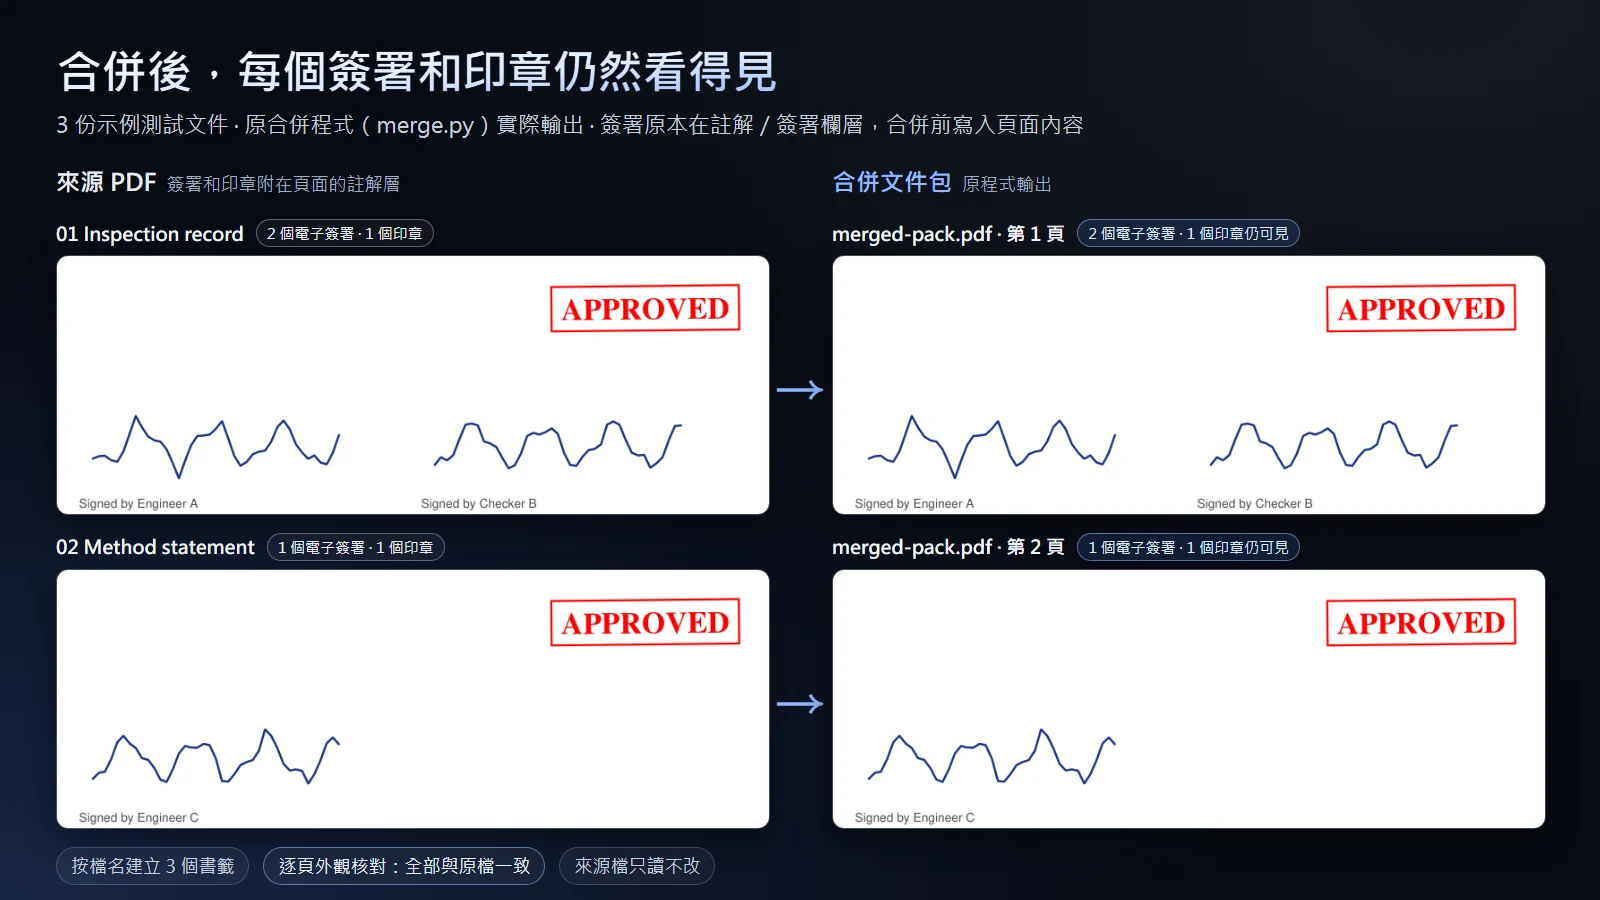 合併後，每個簽署和印章仍然看得見
3 份示例測試文件 · 原合併程式（merge.py）實際輸出 · 簽署原本在註解 / 簽署欄層，合併前寫入頁面內容
來源 PDF 簽署和印章附在頁面的註解層
01 Inspection record 2 個電子簽署 · 1 個印章
APPROVED
Signed by Engineer A
Signed by Checker B
02 Method statement 1 個電子簽署 · 1 個印章
APPROVED
Signed by Engineer C
合併文件包 原程式輸出
merged-pack.pdf · 第 1 頁 2 個電子簽署 · 1 個印章仍可見
APPROVED
Signed by Engineer A
Signed by Checker B
merged-pack.pdf · 第 2 頁 1 個電子簽署 · 1 個印章仍可見
APPROVED
Signed by Engineer C
按檔名建立 3 個書籤
逐頁外觀核對：全部與原檔一致
來源檔只讀不改